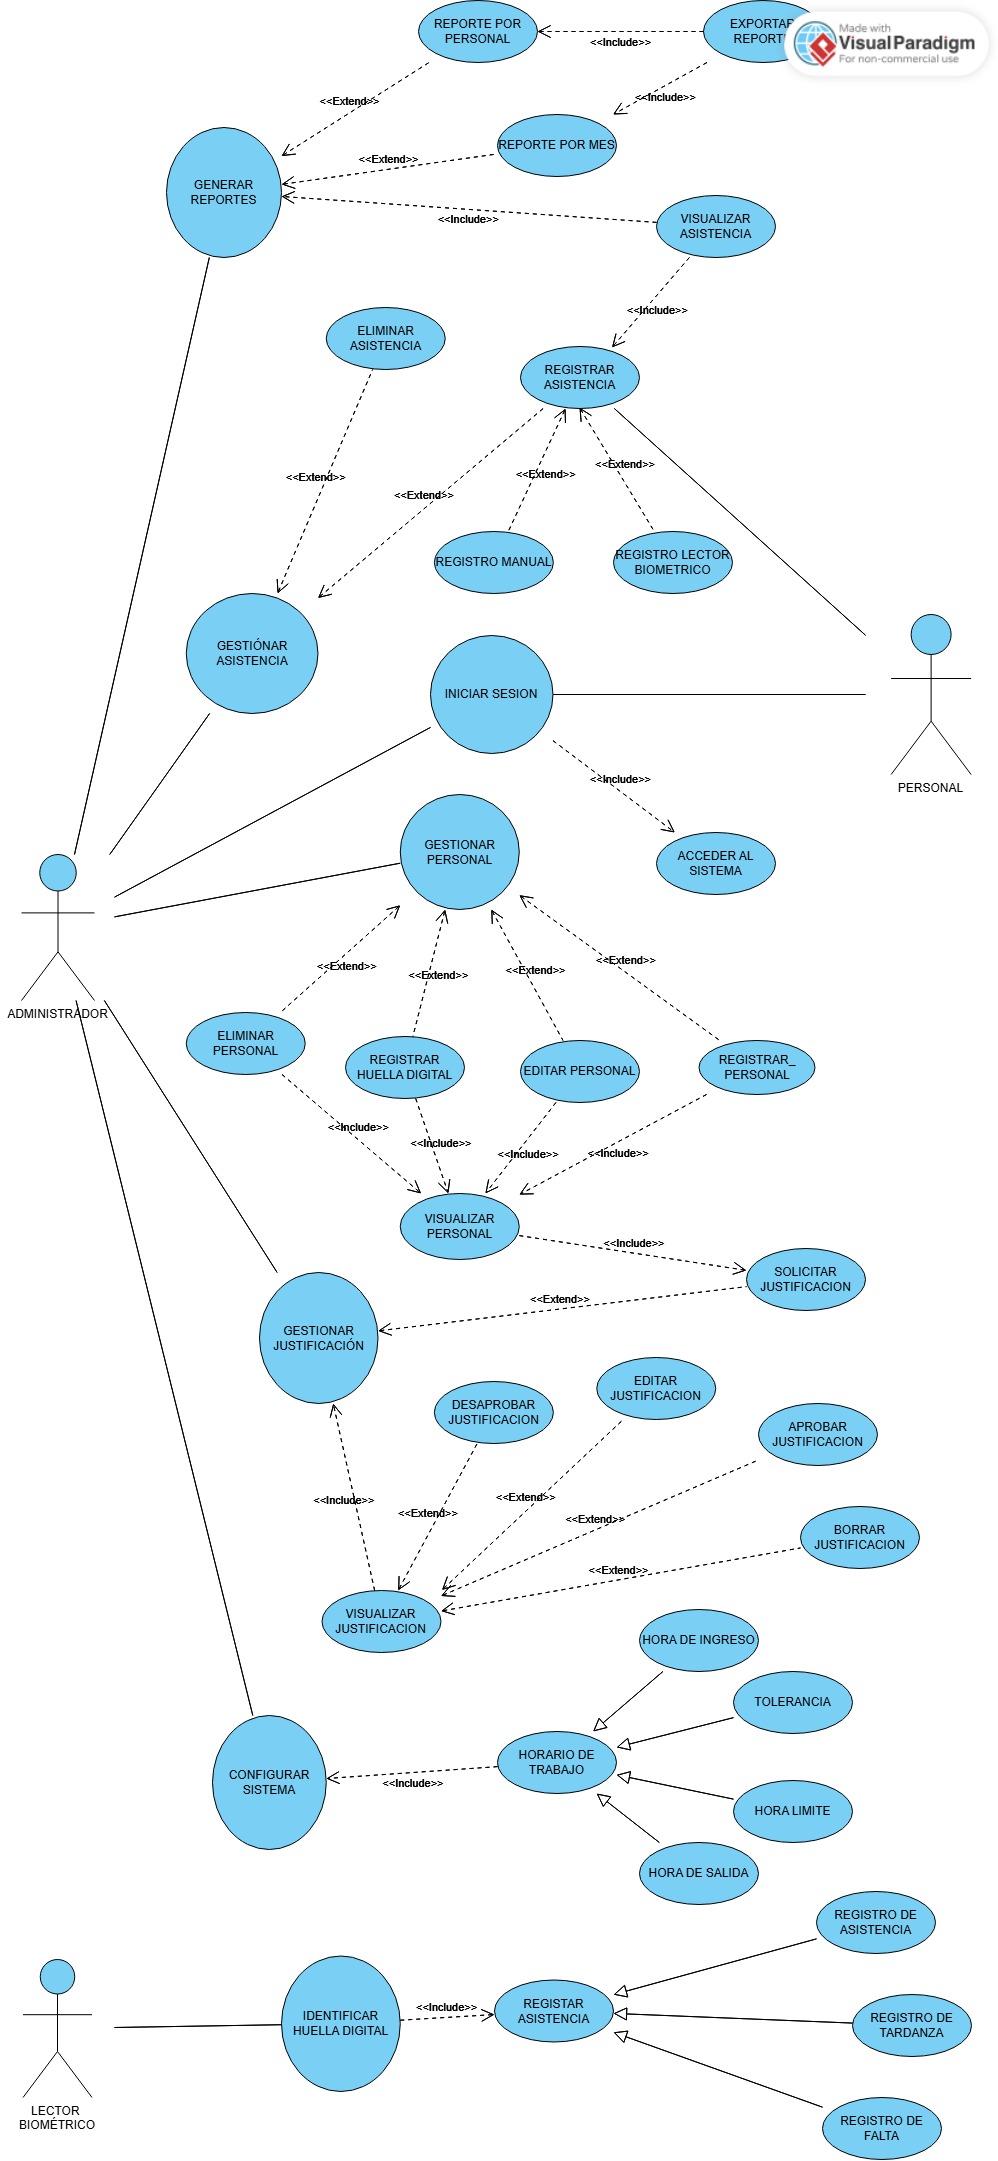 REPORTE POR
PERSONAL
<<Include>>
EXPORTAR
REPORT
Made with
Visual Paradigm
For non-commercial use
<<Extend>>
<<Include>>
REPORTE POR MES
<<Extend>>
GENERAR
REPORTES
<<Include>>
VISUALIZAR
ASISTENCIA
<<Include>>
ELIMINAR
ASISTENCIA
REGISTRAR
ASISTENCIA
<<Extend>>
<<Extend>>
<<Extend>>
<<Extend>>
REGISTRO MANUAL
REGISTRO LECTOR
BIOMETRICO
GESTIÓNAR
ASISTENCIA
INICIAR SESION
PERSONAL
<<Include>>
GESTIONAR
PERSONAL
ACCEDER AL
SISTEMA
ADMINISTRADOR
<<Extend>>
<<Extend>>
<<Extend>>
<<Extend>>
ELIMINAR
PERSONAL
REGISTRAR
HUELLA DIGITAL
EDITAR PERSONAL
REGISTRAR_
PERSONAL
<<Include>>
<<Include>>
<<Include>>
<<Include>>
VISUALIZAR
PERSONAL
<<Include>>
SOLICITAR
JUSTIFICACION
<<Extend>>
GESTIONAR
JUSTIFICACIÓN
DESAPROBAR
JUSTIFICACION
EDITAR
JUSTIFICACION
APROBAR
JUSTIFICACION
<<Include>>
<<Extend>>
<<Extend>>
<<Extend>>
BORRAR
JUSTIFICACION
<<Extend>>
VISUALIZAR
JUSTIFICACION
HORA DE INGRESO
TOLERANCIA
CONFIGURAR
SISTEMA
<<Include>>
HORARIO DE
TRABAJO
HORA LIMITE
HORA DE SALIDA
REGISTRO DE
ASISTENCIA
IDENTIFICAR
HUELLA DIGITAL
<<Include>>
REGISTAR
ASISTENCIA
REGISTRO DE
TARDANZA
LECTOR
BIOMÉTRICO
REGISTRO DE
FALTA